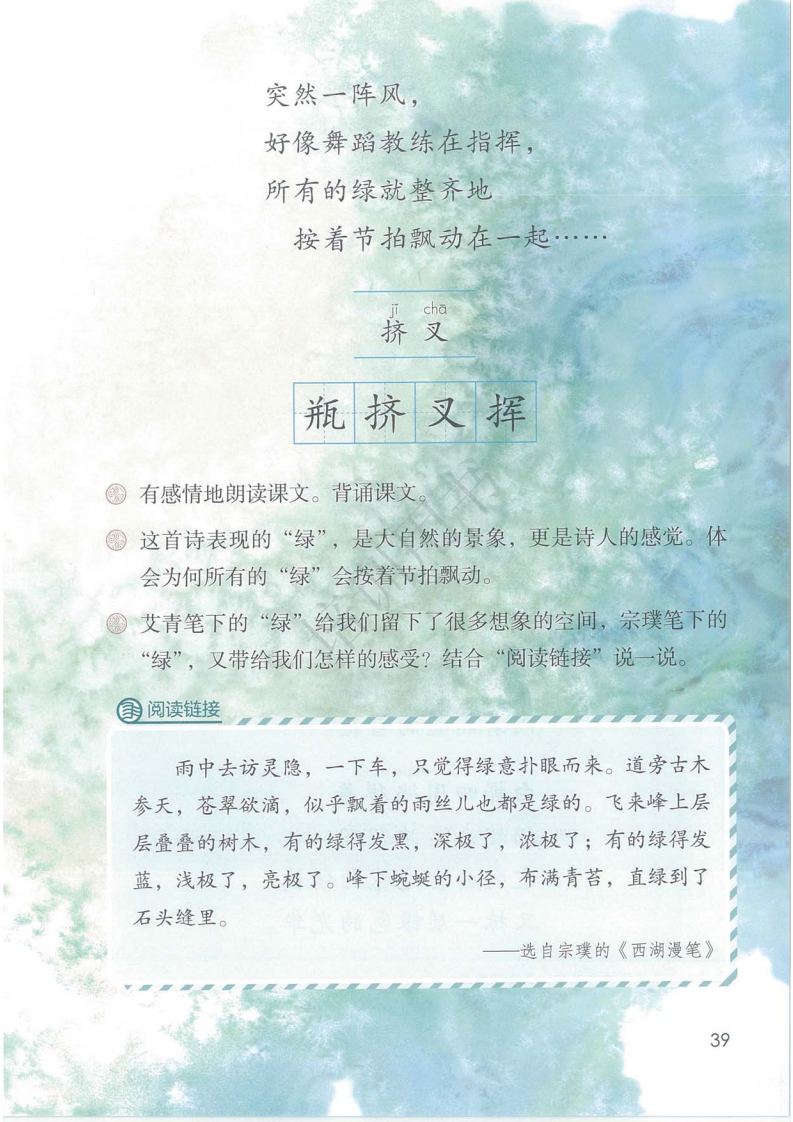 突然一阵风，
好像舞蹈教练在指挥，
所有的绿就整齐地
按着节拍飘动在一起……
jǐ chā
挤 叉
瓶挤叉挥
有感情地朗读课文。背诵课文。
这首诗表现的“绿”，是大自然的景象，更是诗人的感觉。体
会为何所有的“绿”会按着节拍飘动。
艾青笔下的“绿”给我们留下了很多想象的空间，宗璞笔下的
“绿”，又带给我们怎样的感受？结合“阅读链接”说一说。
阅读链接
雨中去访灵隐，一下车，只觉得绿意扑眼而来。道旁古木
参天，苍翠欲滴，似乎飘着的雨丝儿也都是绿的。飞来峰上层
层叠叠的树木，有的绿得发黑，深极了，浓极了；有的绿得发
蓝，浅极了，亮极了。峰下蜿蜒的小径，布满青苔，直绿到了
石头缝里。
——选自宗璞的《西湖漫笔》
39